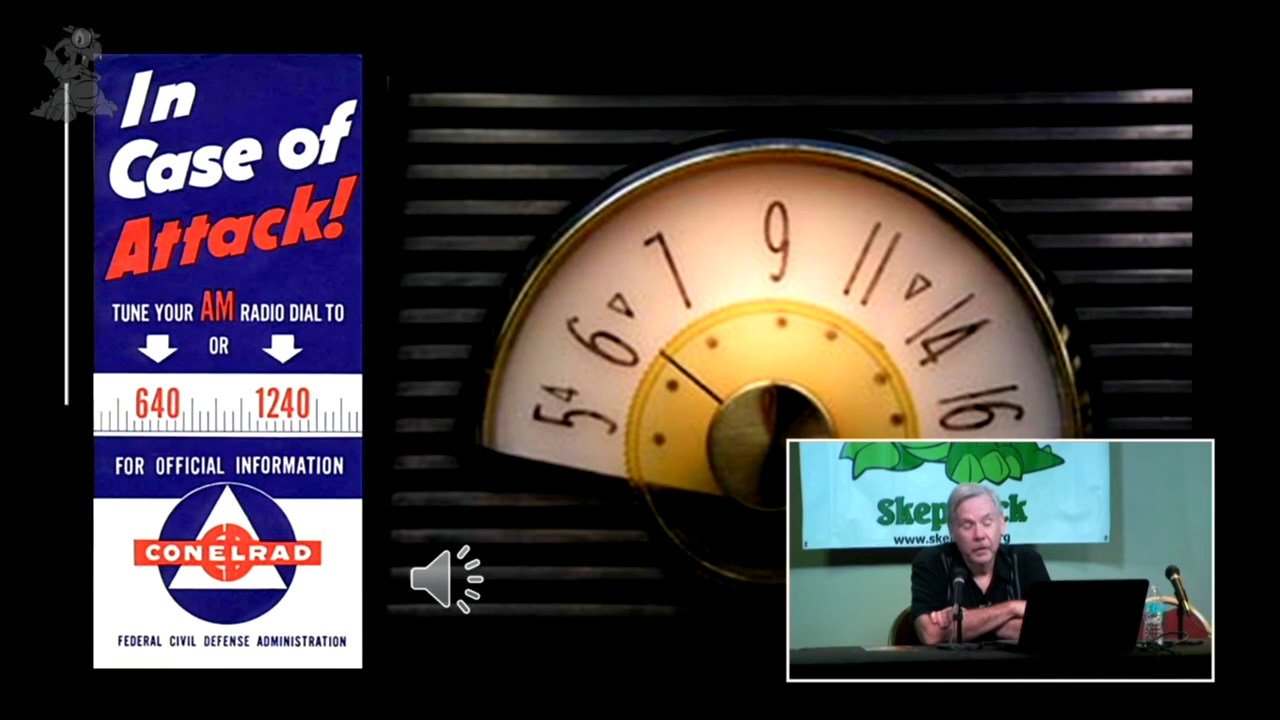 In
Case of
Attack!
TUNE YOUR AM RADIO DIAL TO
OR
640 1240
FOR OFFICIAL INFORMATION
CONELRAD
FEDERAL CIVIL DEFENSE ADMINISTRATION
5⁴ 6 7 9 11 14 16